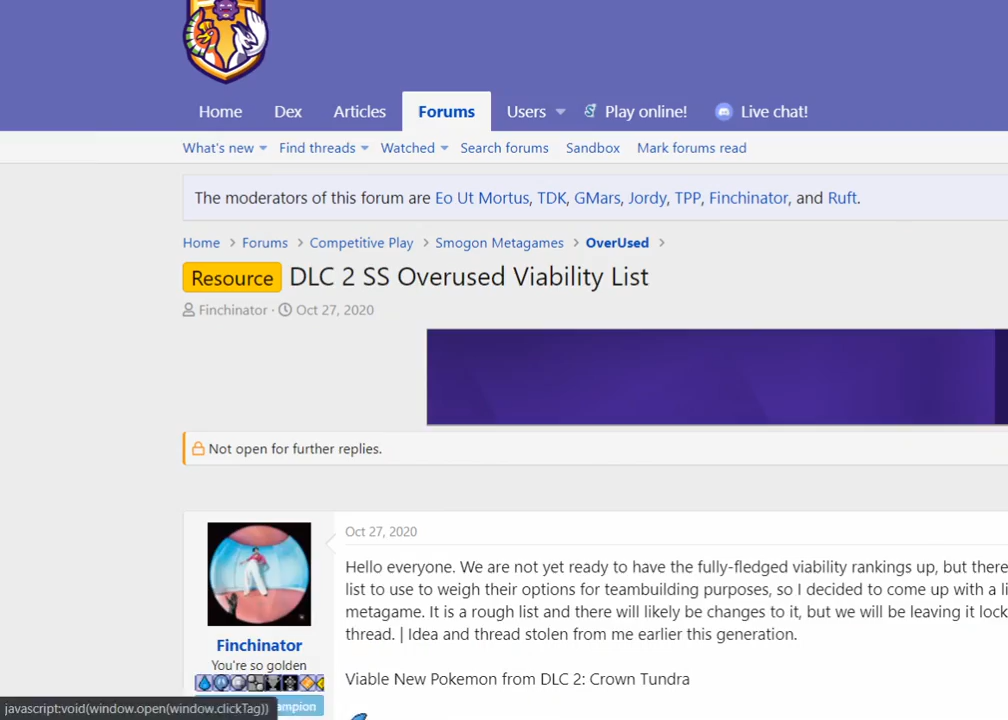 Home Dex Articles Forums Users Play online! Live chat!
What's new Find threads Watched Search forums Sandbox Mark forums read
The moderators of this forum are Eo Ut Mortus, TDK, GMars, Jordy, TPP, Finchinator, and Ruft.
Home > Forums > Competitive Play > Smogon Metagames > OverUsed >
Resource DLC 2 SS Overused Viability List
Finchinator · Oct 27, 2020
Not open for further replies.
Oct 27, 2020
Hello everyone. We are not yet ready to have the fully-fledged viability rankings up, but there
list to use to weigh their options for teambuilding purposes, so I decided to come up with a li
metagame. It is a rough list and there will likely be changes to it, but we will be leaving it lock
thread. | Idea and thread stolen from me earlier this generation.
Finchinator
You're so golden
Viable New Pokemon from DLC 2: Crown Tundra
javascript:void(window.open(window.clickTag))
ampion